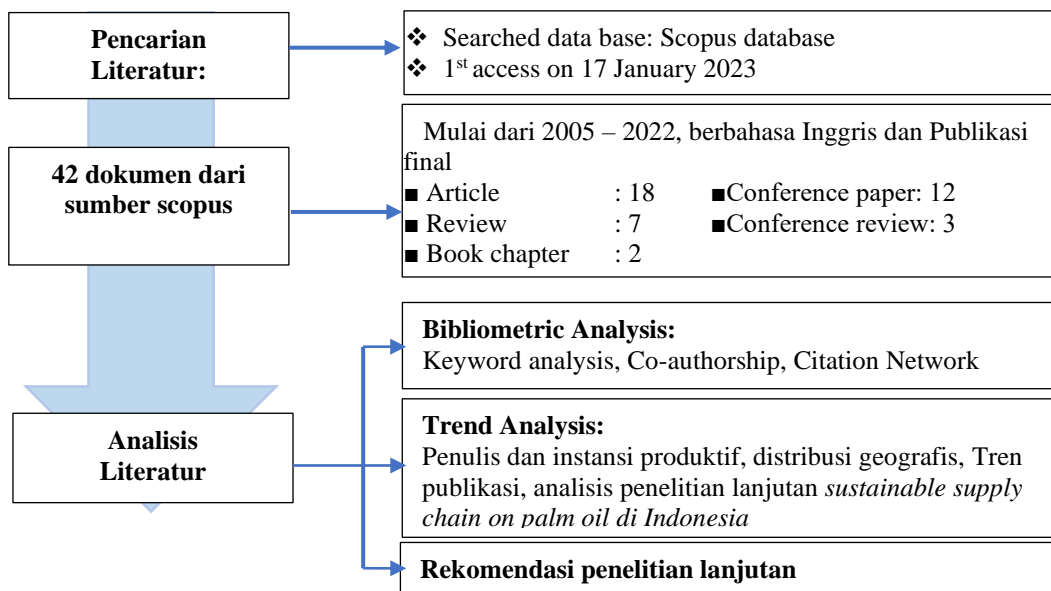 Pencarian
Literatur:
❖ Searched data base: Scopus database
❖ 1st access on 17 January 2023
42 dokumen dari
sumber scopus
Mulai dari 2005 – 2022, berbahasa Inggris dan Publikasi
final
■ Article : 18 ■Conference paper: 12
■ Review : 7 ■Conference review: 3
■ Book chapter : 2
Analisis
Literatur
Bibliometric Analysis:
Keyword analysis, Co-authorship, Citation Network
Trend Analysis:
Penulis dan instansi produktif, distribusi geografis, Tren
publikasi, analisis penelitian lanjutan sustainable supply
chain on palm oil di Indonesia
Rekomendasi penelitian lanjutan